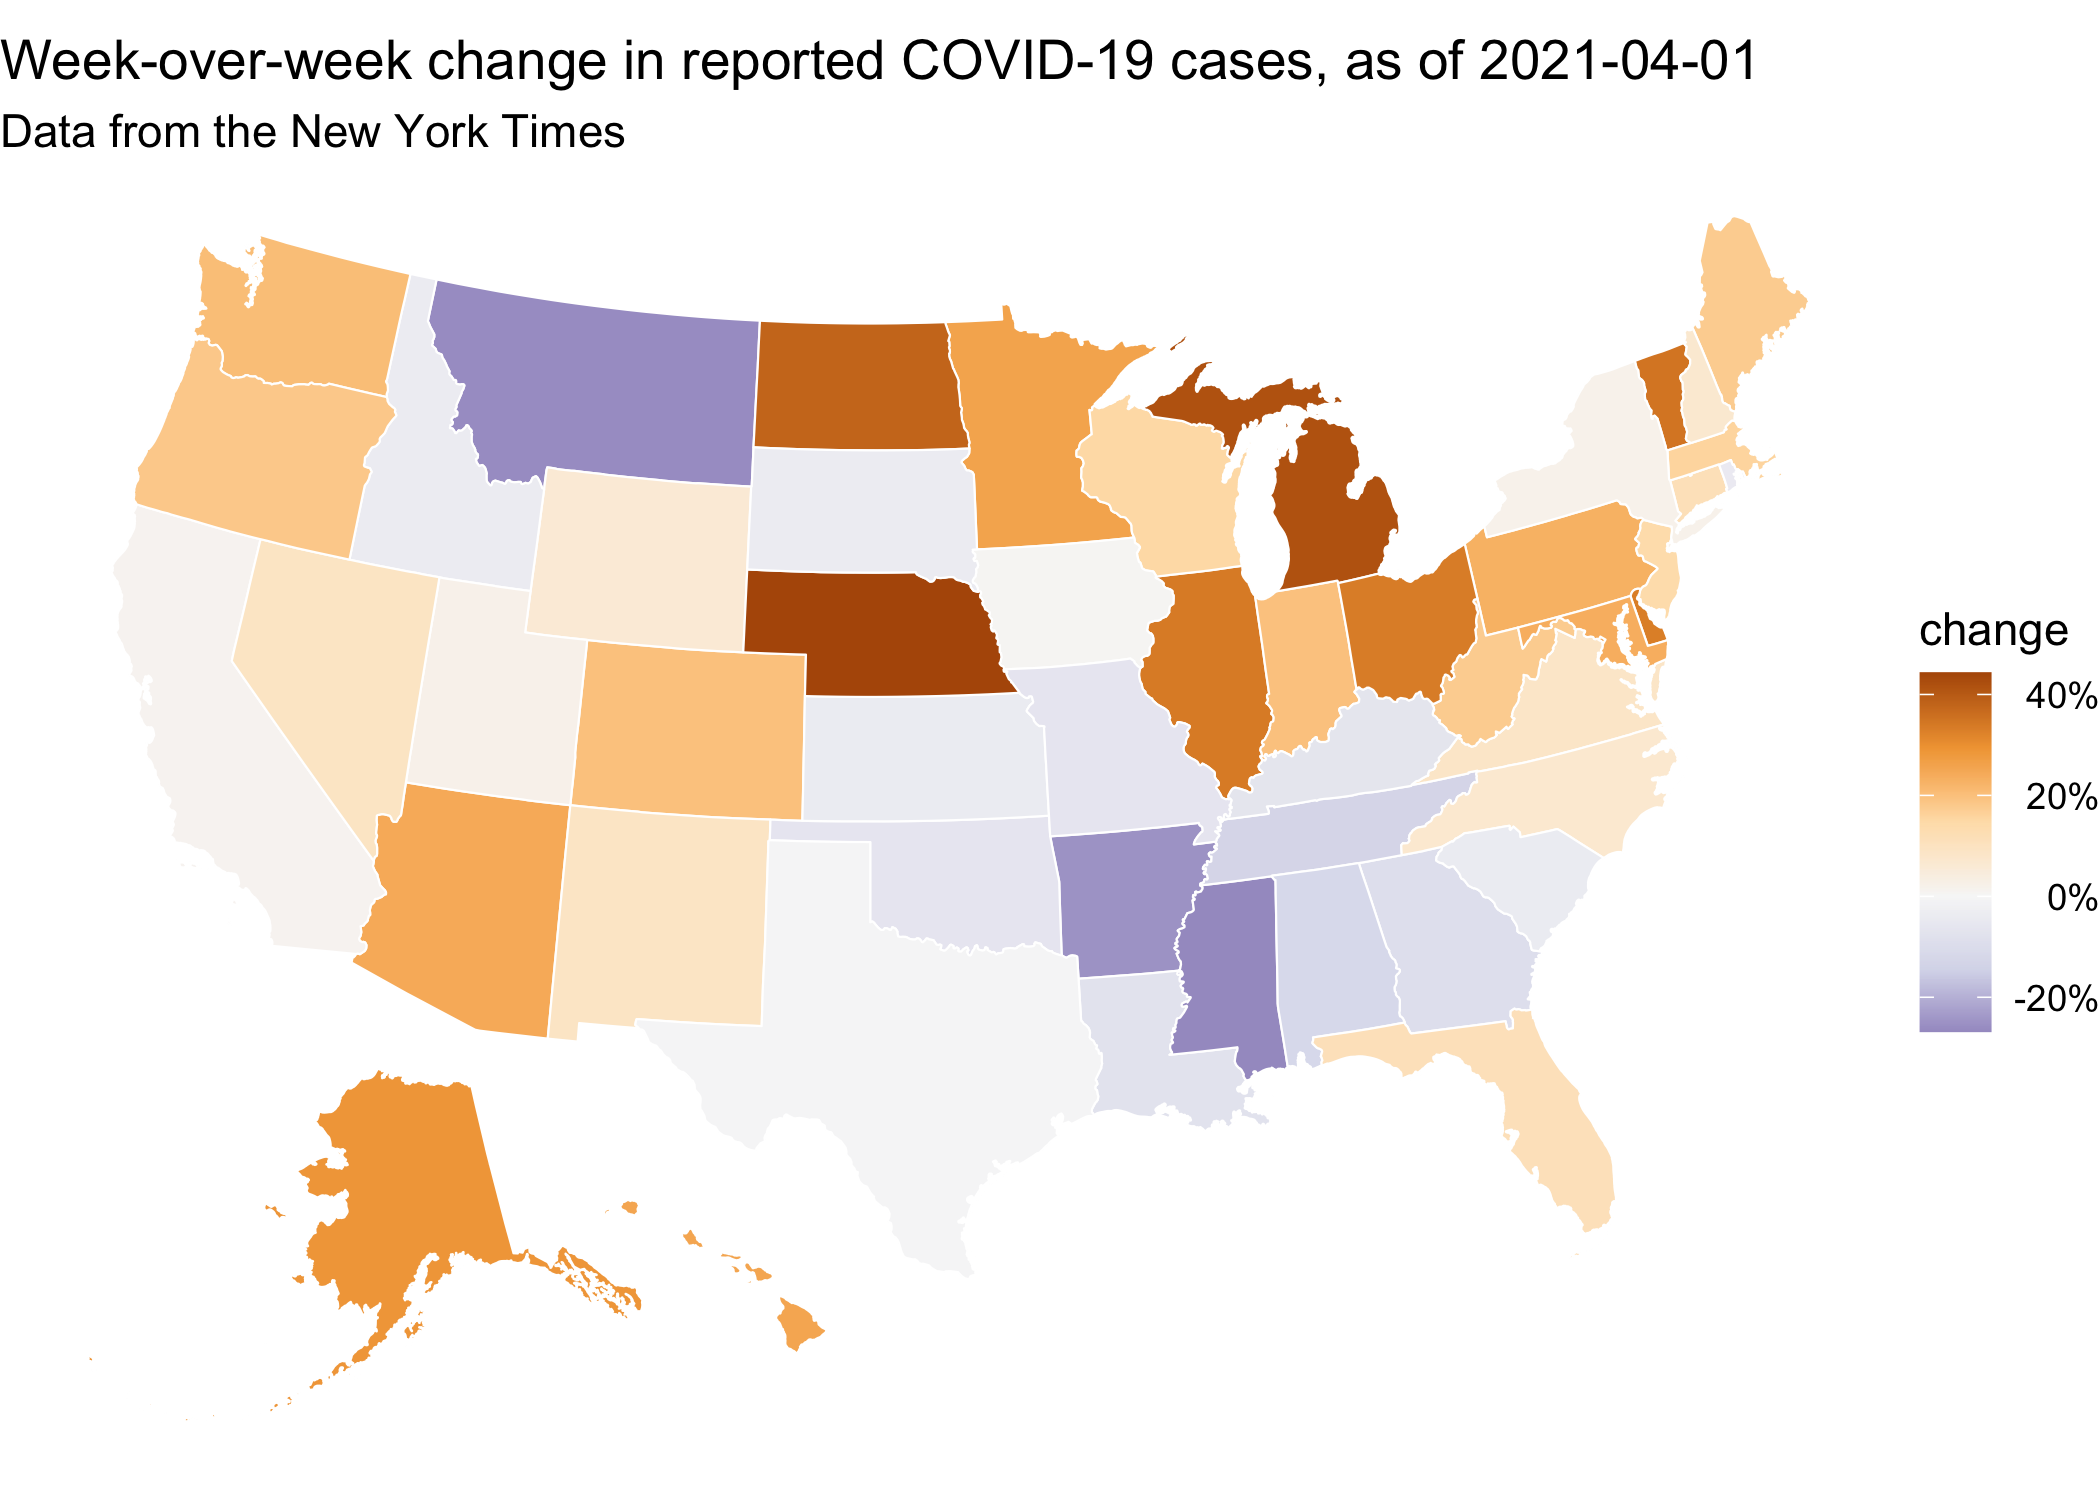 Week-over-week change in reported COVID-19 cases, as of 2021-04-01
Data from the New York Times
change
40%
20%
0%
-20%